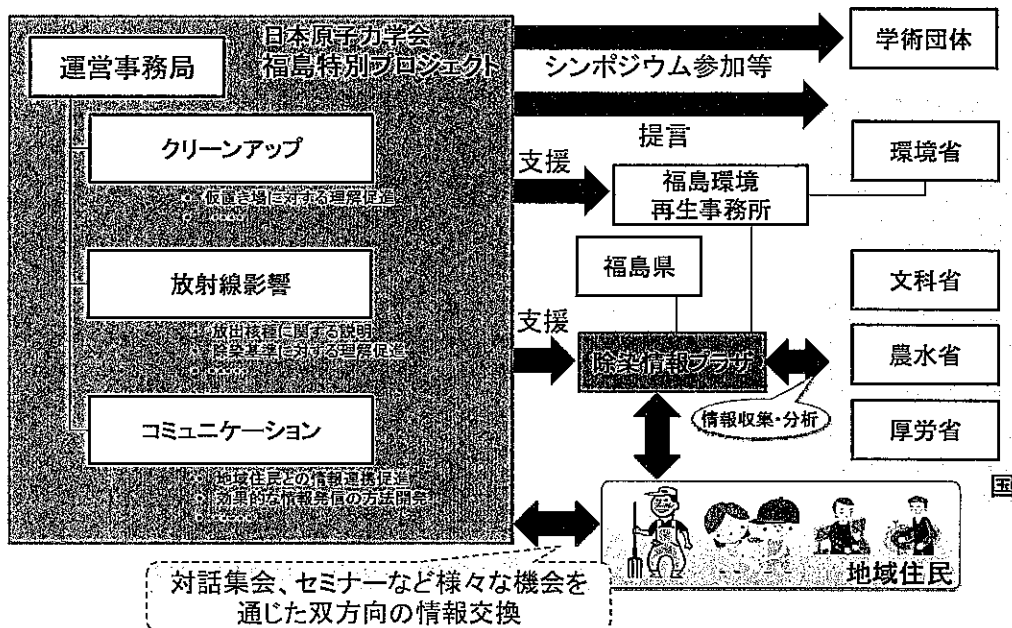 日本原子力学会
福島特別プロジェクト
運営事務局
クリーンアップ
・ 仮置き場に対する理解促進
・ ……
放射線影響
・ 放出核種に関する説明
・ 除染基準に対する理解促進
・ ……
コミュニケーション
・ 地域住民との情報連携促進
・ 効果的な情報発信の方法開発
・ ……
シンポジウム参加等
提言
支援
支援
学術団体
環境省
福島環境
再生事務所
福島県
文科省
除染情報プラザ
農水省
情報収集・分析
厚労省
国
地域住民
対話集会、セミナーなど様々な機会を
通じた双方向の情報交換